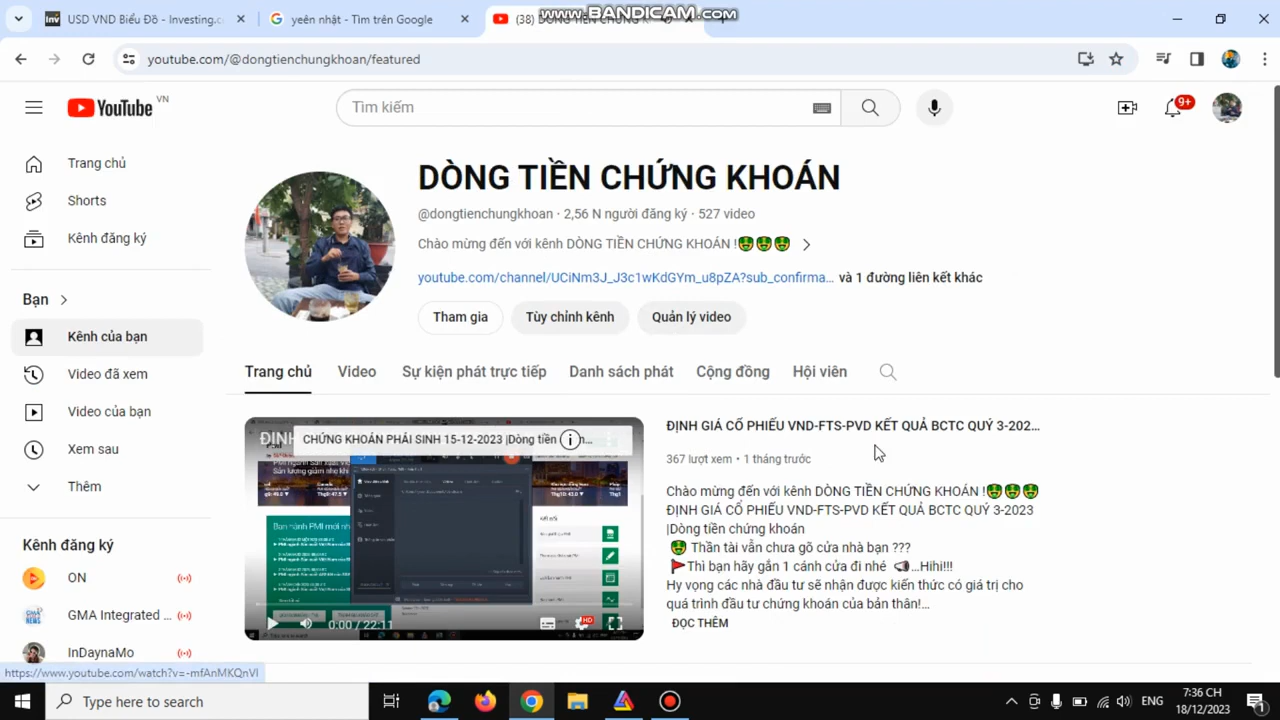 USD VND Biểu Đồ - Investing.c
yeên nhật - Tìm trên Google
(38) DÒNG TIỀN CHỨNG K
www.BANDICAM.com
youtube.com/@dongtienchungkhoan/featured
YouTube VN
Tìm kiếm
9+
Trang chủ
Shorts
Kênh đăng ký
Bạn
Kênh của bạn
Video đã xem
Video của bạn
Xem sau
Thêm
Kênh đăng ký
GMA Integrated ...
InDaynaMo
DÒNG TIỀN CHỨNG KHOÁN
@dongtienchungkhoan · 2,56 N người đăng ký · 527 video
Chào mừng đến với kênh DÒNG TIỀN CHỨNG KHOÁN !
youtube.com/channel/UCiNm3J_J3c1wKdGYm_u8pZA?sub_confirma... và 1 đường liên kết khác
Tham gia
Tùy chỉnh kênh
Quản lý video
Trang chủ
Video
Sự kiện phát trực tiếp
Danh sách phát
Cộng đồng
Hội viên
ĐỊNH
CHỨNG KHOÁN PHÁI SINH 15-12-2023 |Dòng tiền
0:00 / 22:11
HD
ĐỊNH GIÁ CỔ PHIẾU VND-FTS-PVD KẾT QUẢ BCTC QUÝ 3-202...
367 lượt xem · 1 tháng trước
Chào mừng đến với kênh DÒNG TIỀN CHỨNG KHOÁN !
ĐỊNH GIÁ CỔ PHIẾU VND-FTS-PVD KẾT QUẢ BCTC QUÝ 3-2023
|Dòng tiền chứng khoán
Thần tài vẫn chưa gõ cửa nhà bạn ???
Thì bạn hãy lắp 1 cánh cửa đi nhé ...Hihi!!!
Hy vọng mọi nhà đầu tư sẽ nhận được kiến thức có giá trị cho
quá trình đầu tư chứng khoán của bản thân!...
ĐỌC THÊM
https://www.youtube.com/watch?v=-mfAnMKQnVI
Type here to search
ENG
7:36 CH
18/12/2023
1